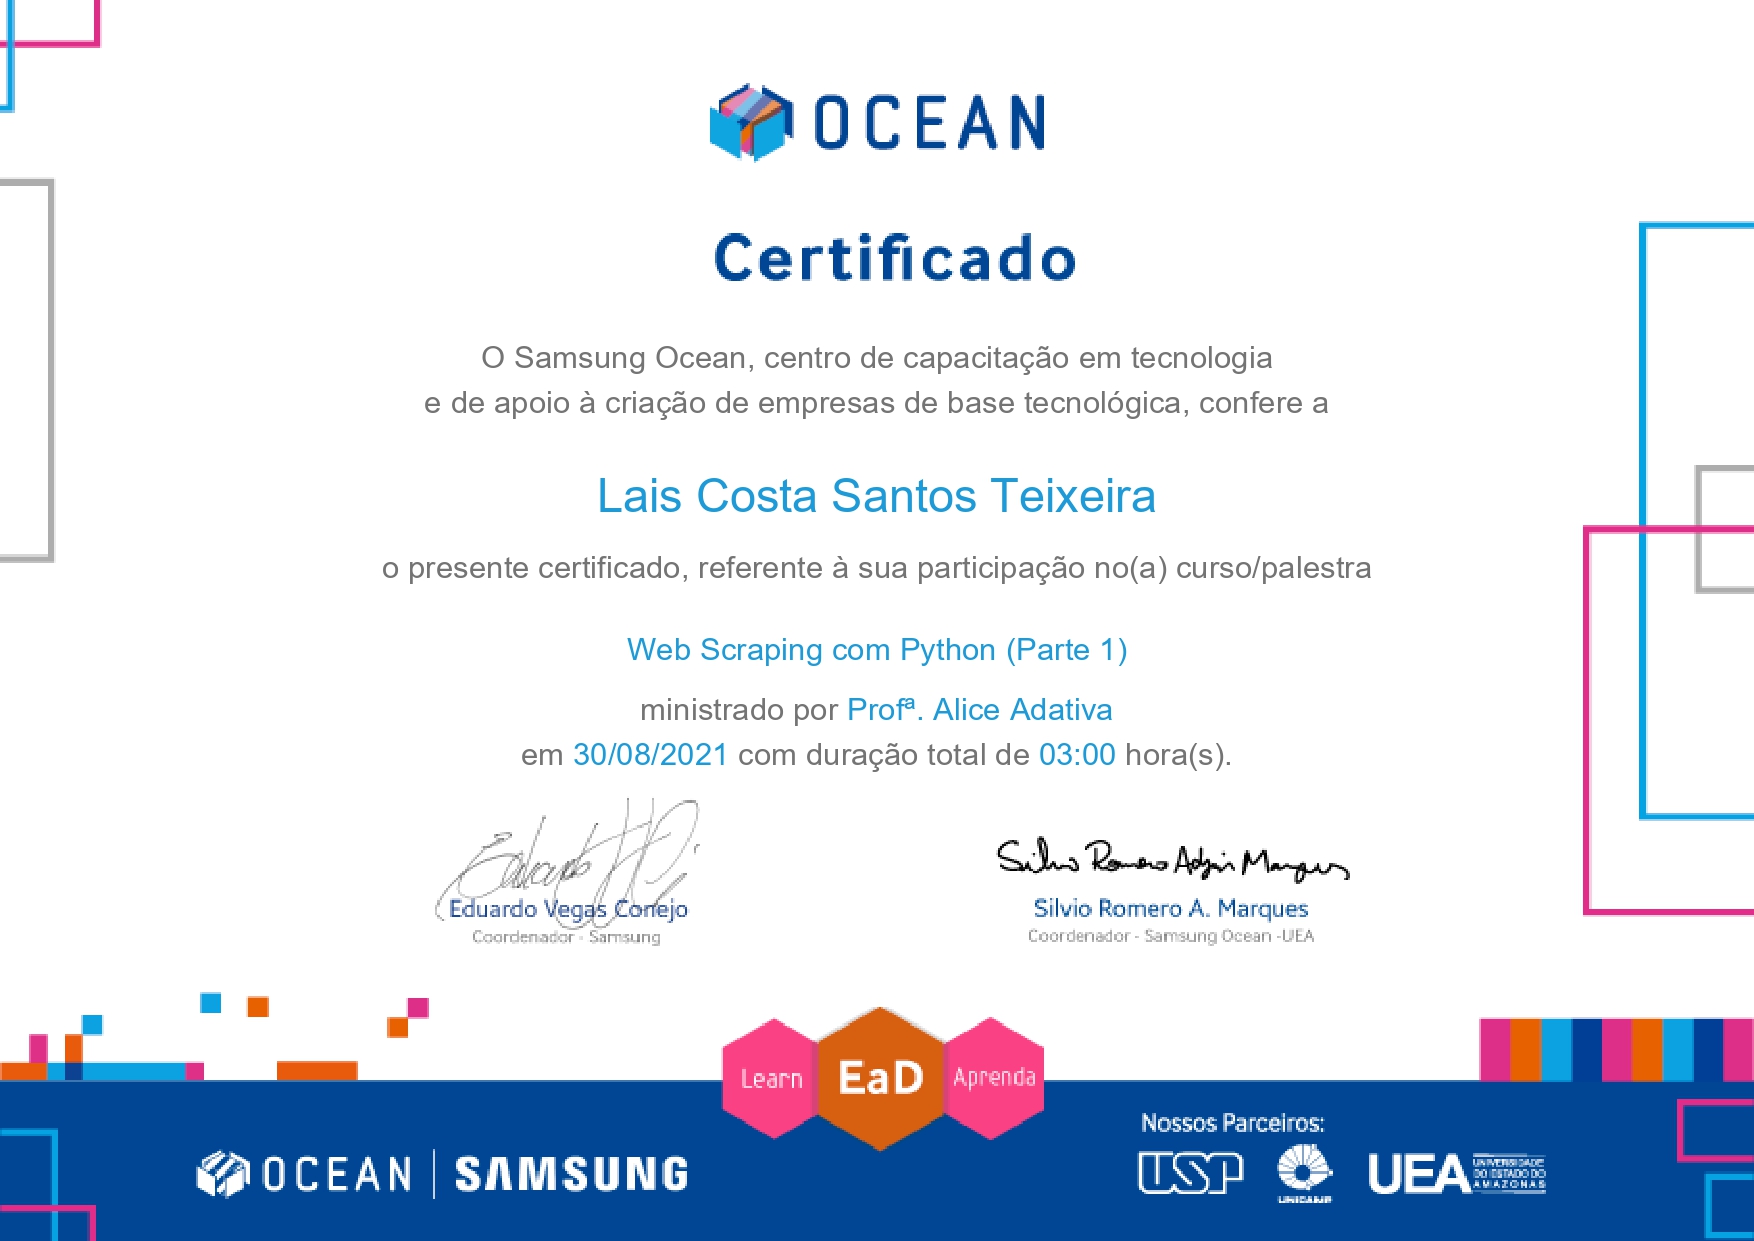 OCEAN
Certificado
O Samsung Ocean, centro de capacitação em tecnologia
e de apoio à criação de empresas de base tecnológica, confere a
Lais Costa Santos Teixeira
o presente certificado, referente à sua participação no(a) curso/palestra
Web Scraping com Python (Parte 1)
ministrado por Profª. Alice Adativa
em 30/08/2021 com duração total de 03:00 hora(s).
Silvio Romero Adjar Marques
Eduardo Vegas Conejo
Coordenador - Samsung
Silvio Romero A. Marques
Coordenador - Samsung Ocean -UEA
Learn
EaD
Aprenda
OCEAN | SAMSUNG
Nossos Parceiros:
USP
UNICAMP
UEA
UNIVERSIDADE
DO ESTADO DO
AMAZONAS